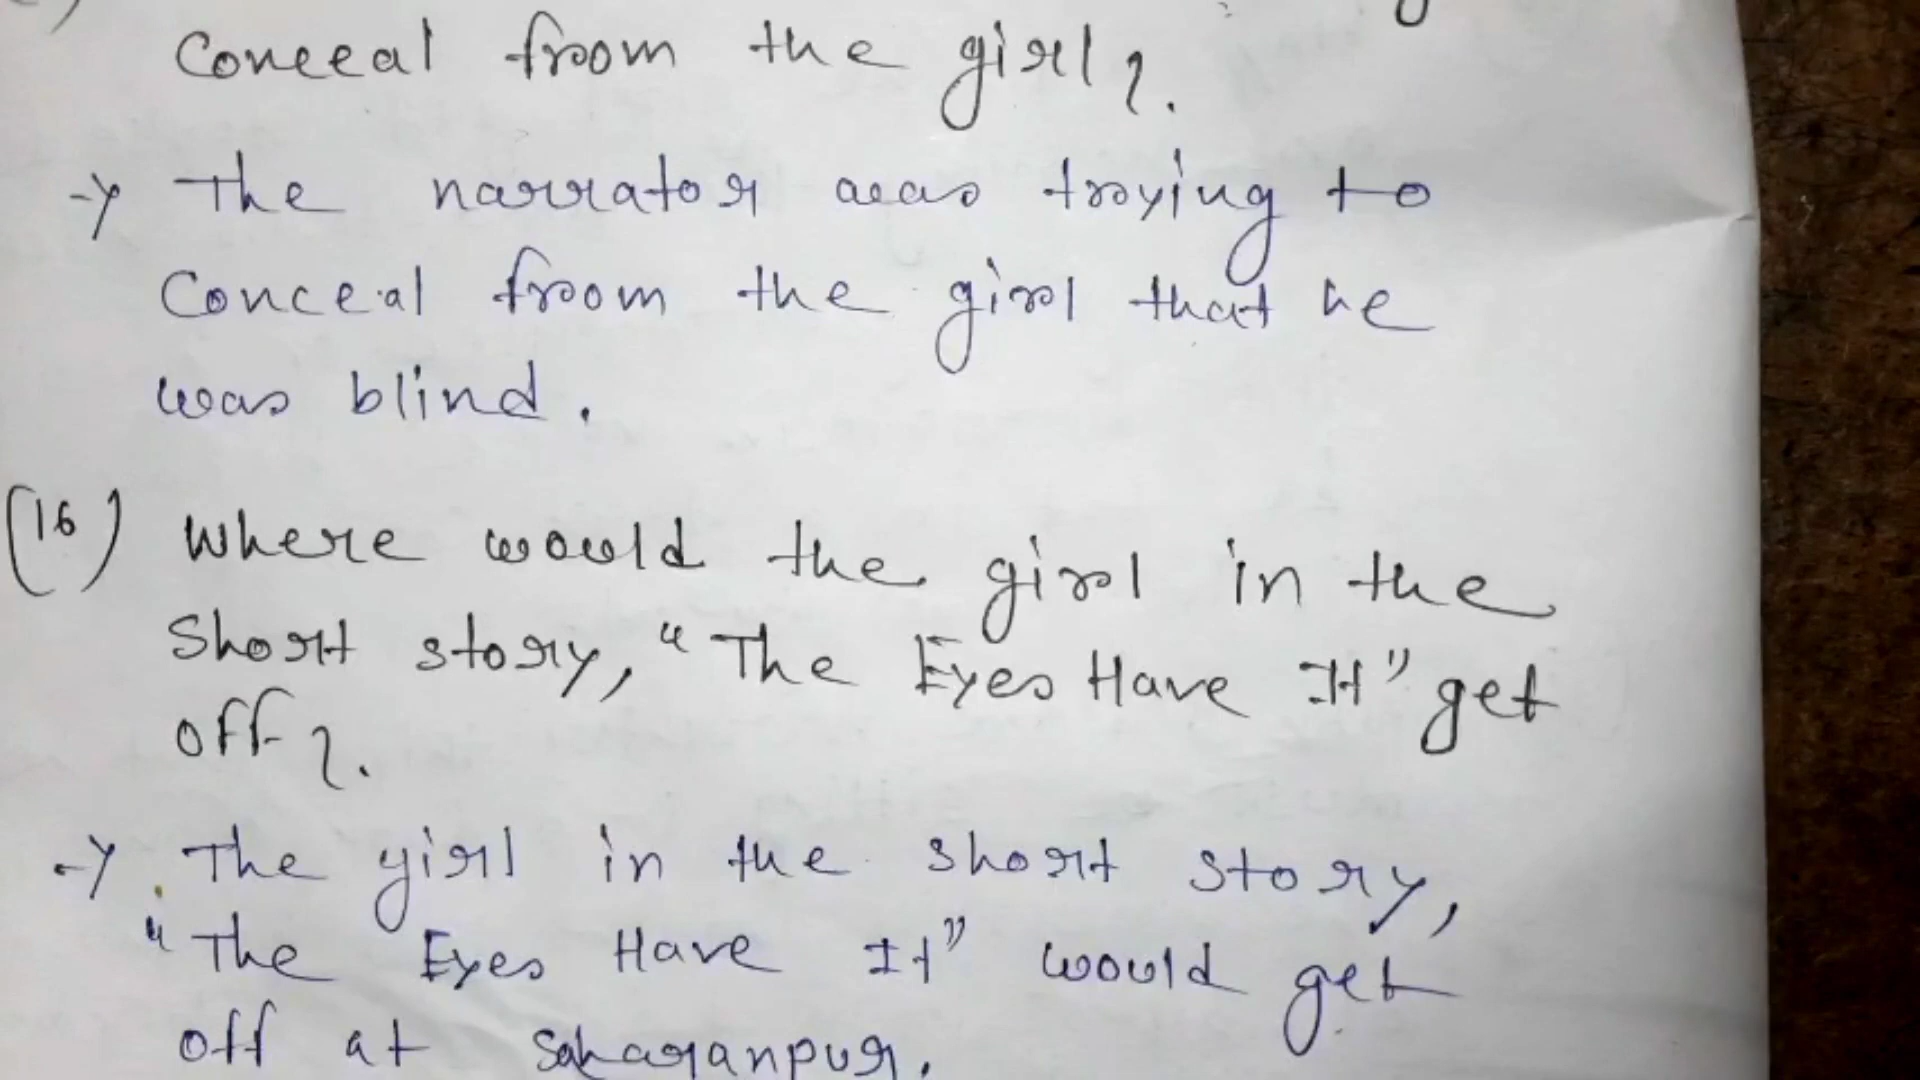 Conceal from the girl?
→ The narrator was trying to
Conceal from the girl that he
was blind.
(16) Where would the girl in the
Short story, "The Eyes Have It" get
off?
→ The girl in the short story,
"The Eyes Have It" would get
off at Saharanpur.